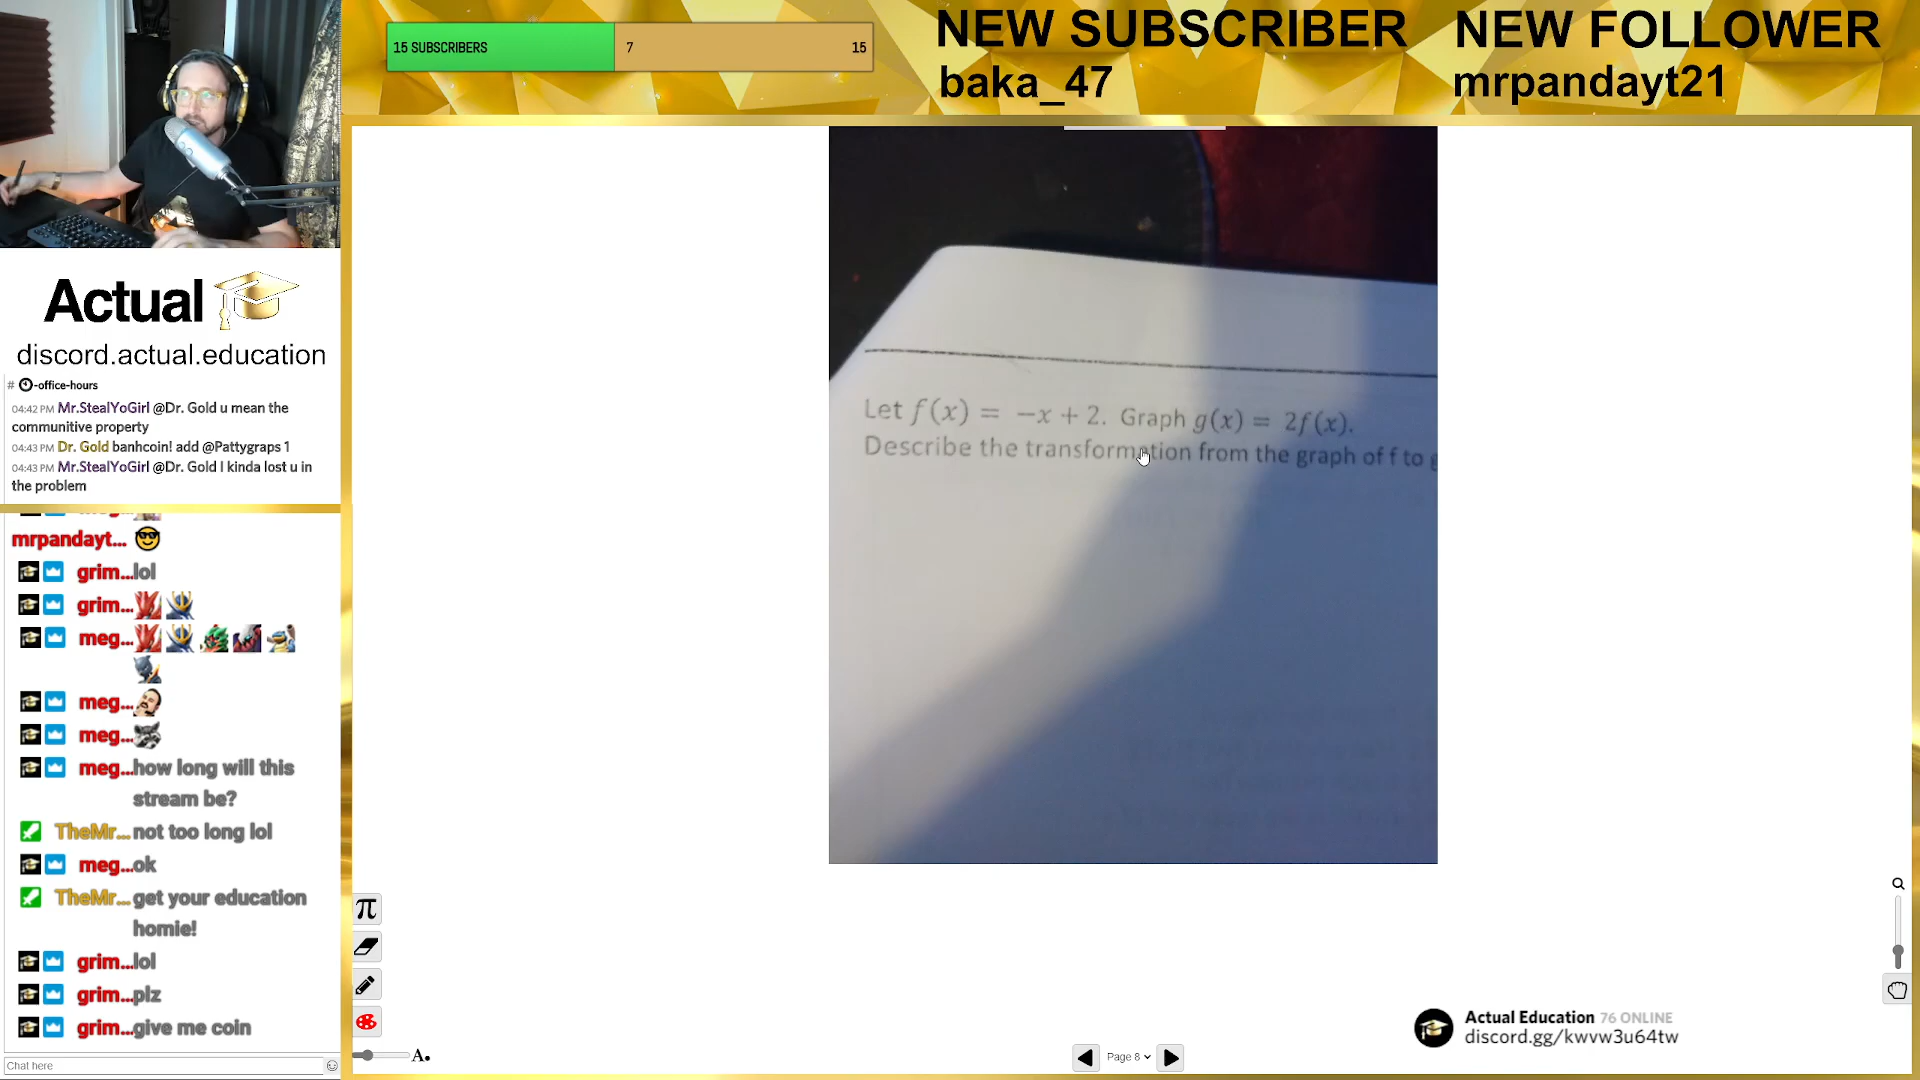 15 SUBSCRIBERS
7
15
NEW SUBSCRIBER
baka_47
NEW FOLLOWER
mrpandayt21
Actual
discord.actual.education
# -office-hours
04:42 PM Mr.StealYoGirl @Dr. Gold u mean the
communitive property
04:43 PM Dr. Gold banhcoin! add @Pattygraps 1
04:43 PM Mr.StealYoGirl @Dr. Gold I kinda lost u in
the problem
mrpandayt...
grim...lol
grim...
meg...
meg...
meg...
meg...how long will this
stream be?
TheMr...not too long lol
meg...ok
TheMr...get your education
homie!
grim...lol
grim...plz
grim...give me coin
Chat here
Let f(x) = −x + 2. Graph g(x) = 2f(x).
Describe the transformation from the graph of f to g
π
A.
Page 8
Actual Education 76 ONLINE
discord.gg/kwvw3u64tw